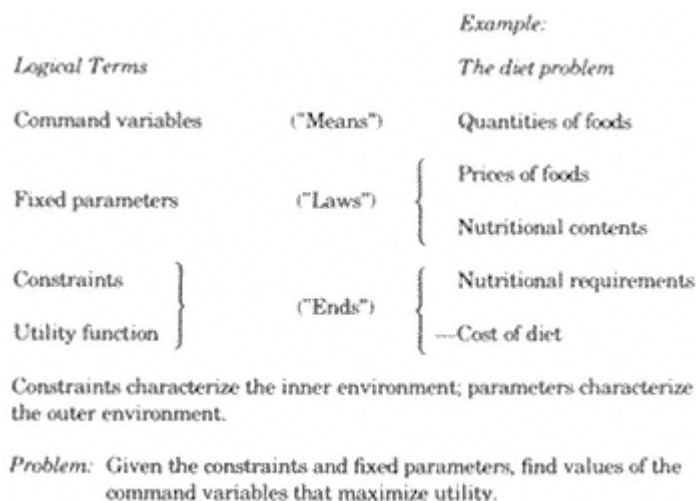 Example:
Logical Terms The diet problem
Command variables ("Means") Quantities of foods
Prices of foods
Fixed parameters ("Laws")
Nutritional contents
Constraints Nutritional requirements
("Ends")
Utility function —Cost of diet
Constraints characterize the inner environment; parameters characterize
the outer environment.
Problem: Given the constraints and fixed parameters, find values of the
command variables that maximize utility.